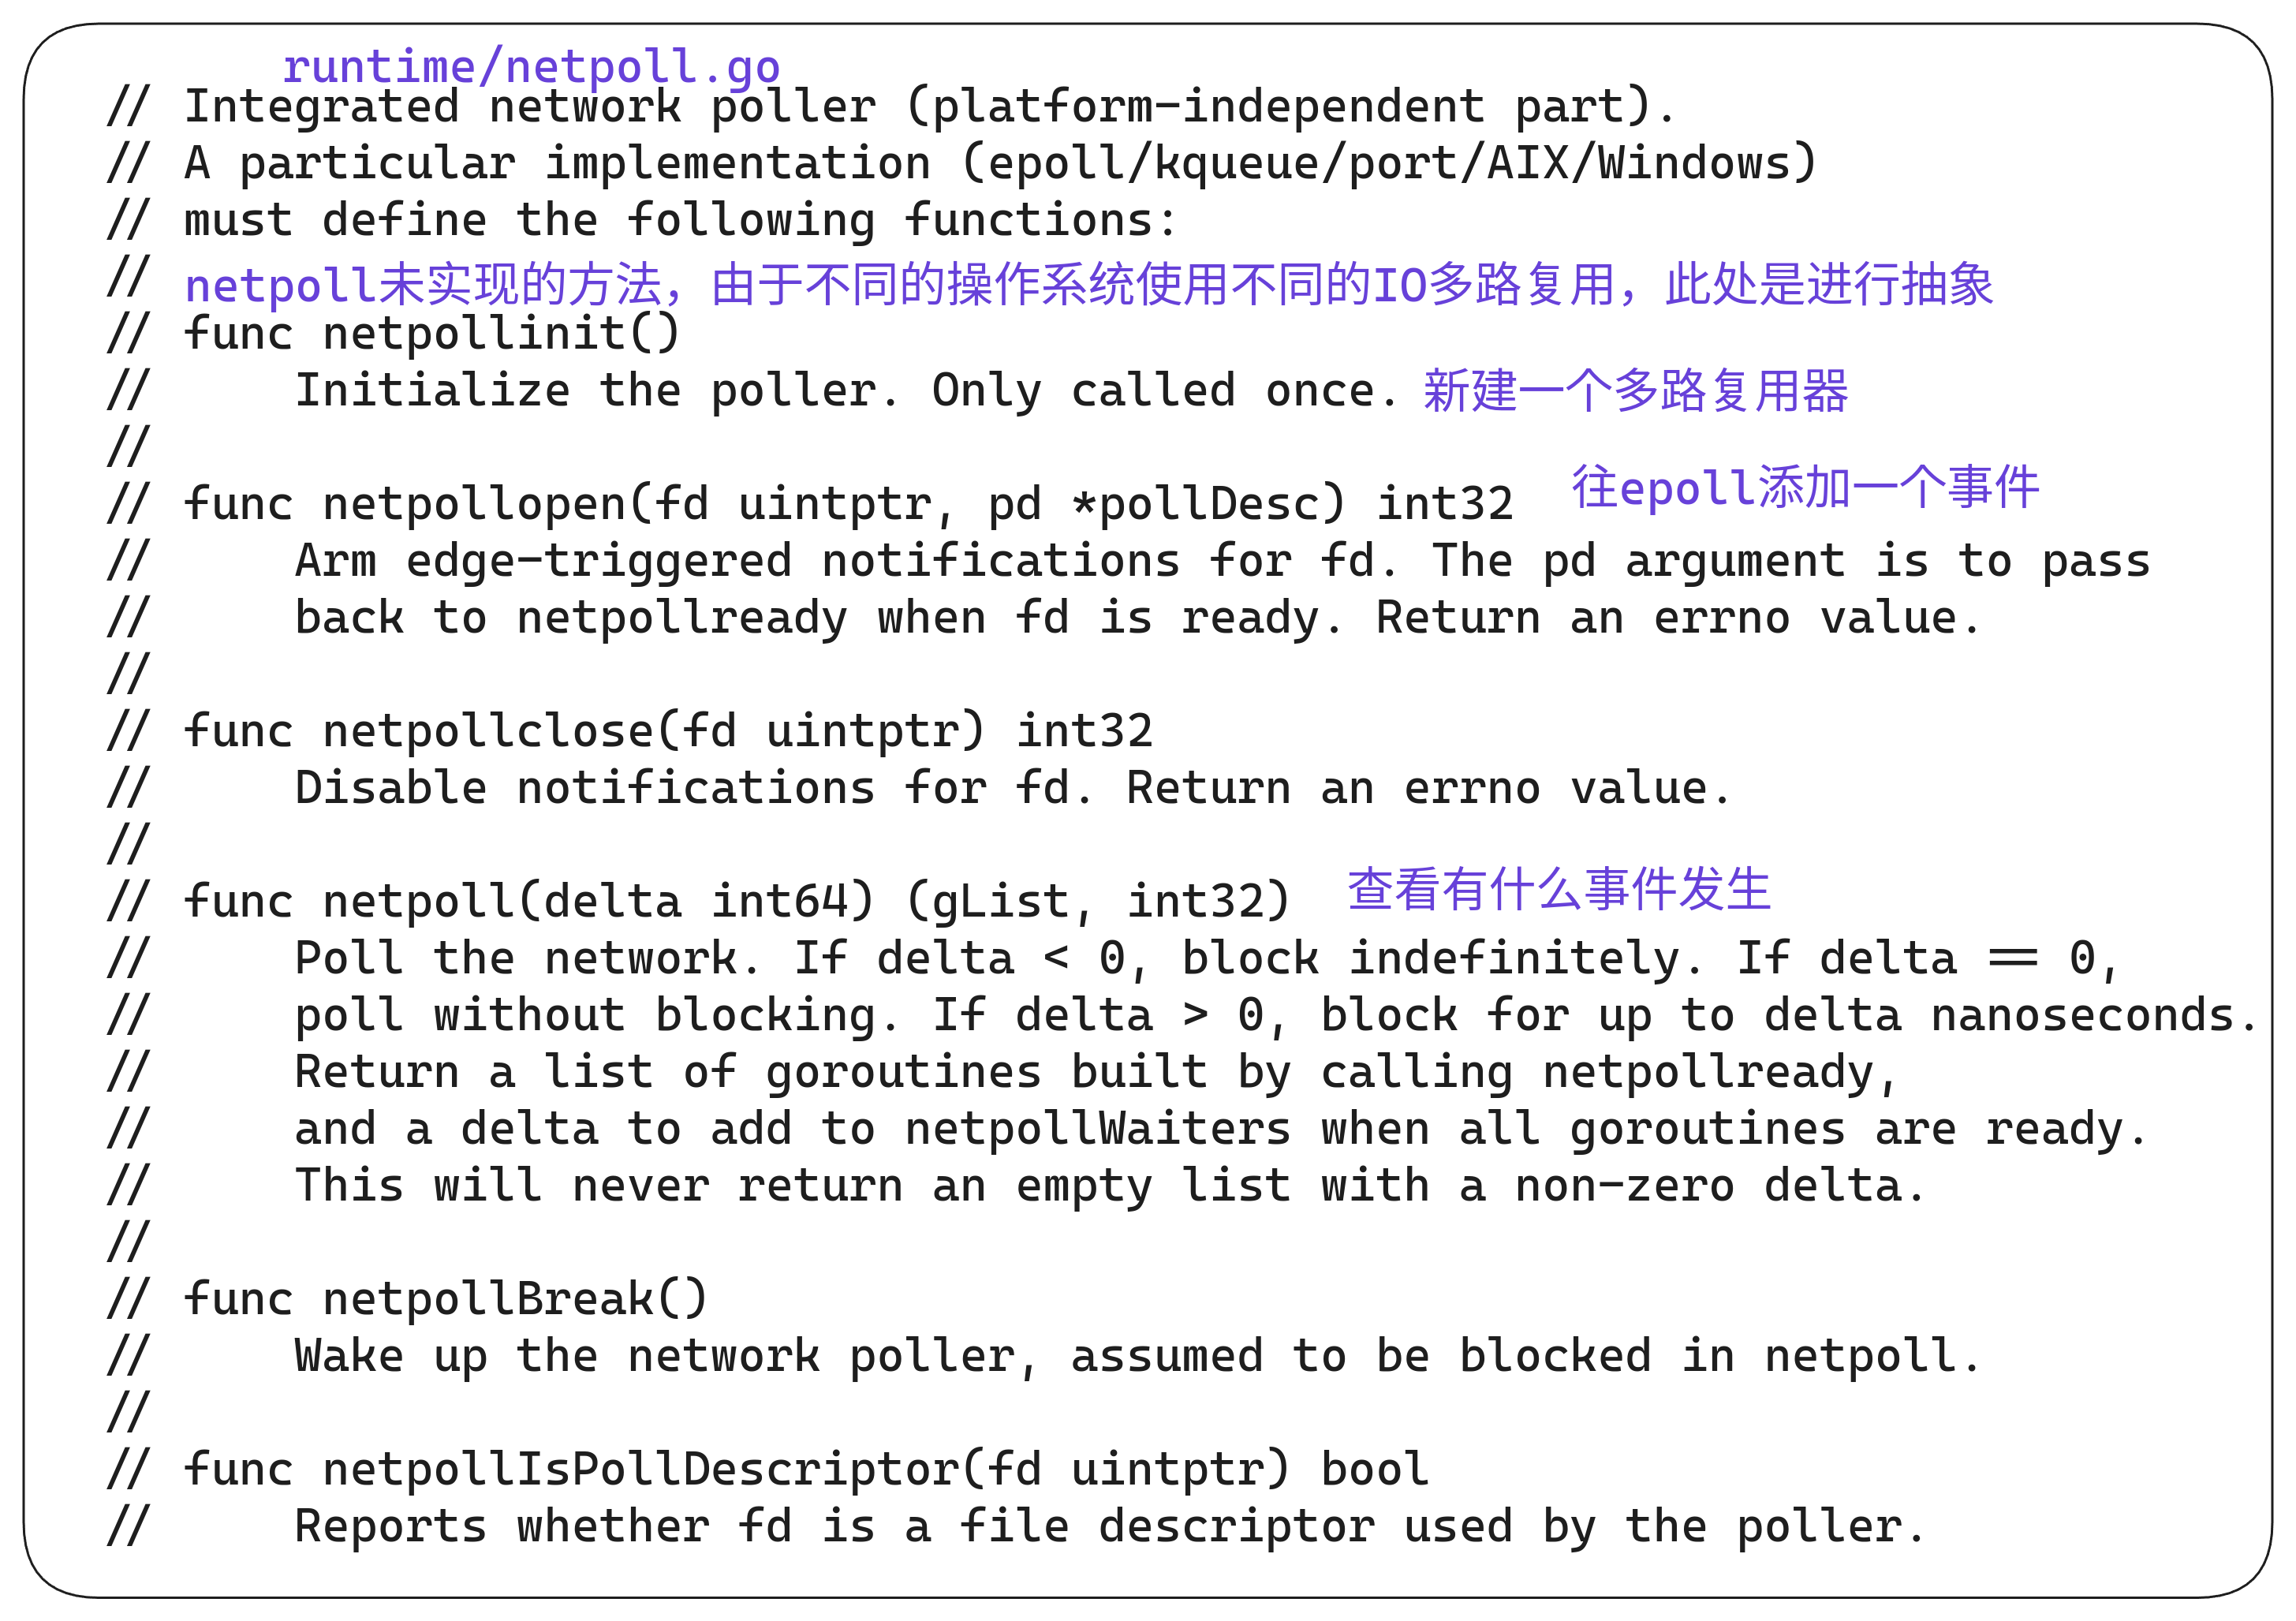 runtime/netpoll.go
// Integrated network poller (platform-independent part).
// A particular implementation (epoll/kqueue/port/AIX/Windows)
// must define the following functions:
//
netpoll未实现的方法，由于不同的操作系统使用不同的IO多路复用，此处是进行抽象
// func netpollinit()
//     Initialize the poller. Only called once. 新建一个多路复用器
//
// func netpollopen(fd uintptr, pd *pollDesc) int32 往epoll添加一个事件
//     Arm edge-triggered notifications for fd. The pd argument is to pass
//     back to netpollready when fd is ready. Return an errno value.
//
// func netpollclose(fd uintptr) int32
//     Disable notifications for fd. Return an errno value.
//
// func netpoll(delta int64) (gList, int32) 查看有什么事件发生
//     Poll the network. If delta < 0, block indefinitely. If delta == 0,
//     poll without blocking. If delta > 0, block for up to delta nanoseconds.
//     Return a list of goroutines built by calling netpollready,
//     and a delta to add to netpollWaiters when all goroutines are ready.
//     This will never return an empty list with a non-zero delta.
//
// func netpollBreak()
//     Wake up the network poller, assumed to be blocked in netpoll.
//
// func netpollIsPollDescriptor(fd uintptr) bool
//     Reports whether fd is a file descriptor used by the poller.